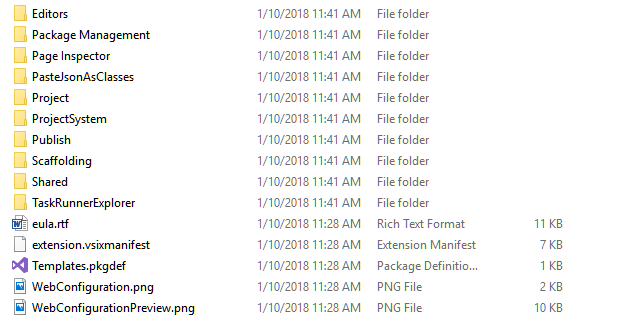 Editors 1/10/2018 11:41 AM File folder
Package Management 1/10/2018 11:41 AM File folder
Page Inspector 1/10/2018 11:41 AM File folder
PasteJsonAsClasses 1/10/2018 11:41 AM File folder
Project 1/10/2018 11:41 AM File folder
ProjectSystem 1/10/2018 11:41 AM File folder
Publish 1/10/2018 11:41 AM File folder
Scaffolding 1/10/2018 11:41 AM File folder
Shared 1/10/2018 11:41 AM File folder
TaskRunnerExplorer 1/10/2018 11:41 AM File folder
eula.rtf 1/10/2018 11:28 AM Rich Text Format 11 KB
extension.vsixmanifest 1/10/2018 11:28 AM Extension Manifest 7 KB
Templates.pkgdef 1/10/2018 11:28 AM Package Definitio... 1 KB
WebConfiguration.png 1/10/2018 11:28 AM PNG File 2 KB
WebConfigurationPreview.png 1/10/2018 11:28 AM PNG File 10 KB